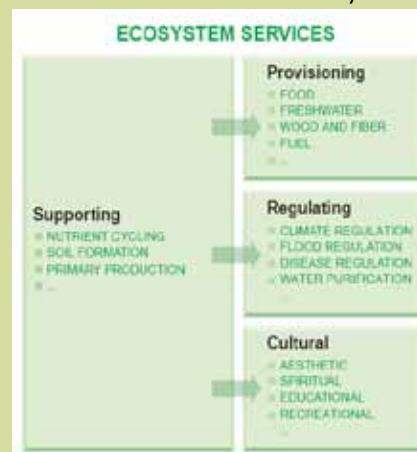 ECOSYSTEM SERVICES
Supporting
NUTRIENT CYCLING
SOIL FORMATION
PRIMARY PRODUCTION
...
Provisioning
FOOD
FRESHWATER
WOOD AND FIBER
FUEL
...
Regulating
CLIMATE REGULATION
FLOOD REGULATION
DISEASE REGULATION
WATER PURIFICATION
...
Cultural
AESTHETIC
SPIRITUAL
EDUCATIONAL
RECREATIONAL
...